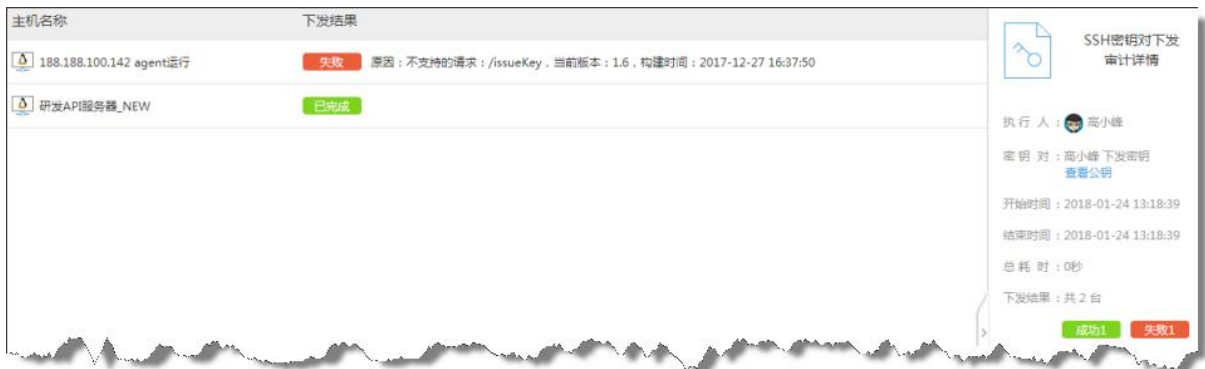 主机名称 下发结果
188.188.100.142 agent运行 失败 原因：不支持的请求：/issueKey，当前版本：1.6，构建时间：2017-12-27 16:37:50
研发API服务器_NEW 已完成
SSH密钥对下发
审计详情
执 行 人 ：高小峰
密 钥 对 ：高小峰 下发密钥
查看公钥
开始时间 ：2018-01-24 13:18:39
结束时间 ：2018-01-24 13:18:39
总 耗 时 ：0秒
下发结果 ：共 2 台
成功1 失败1